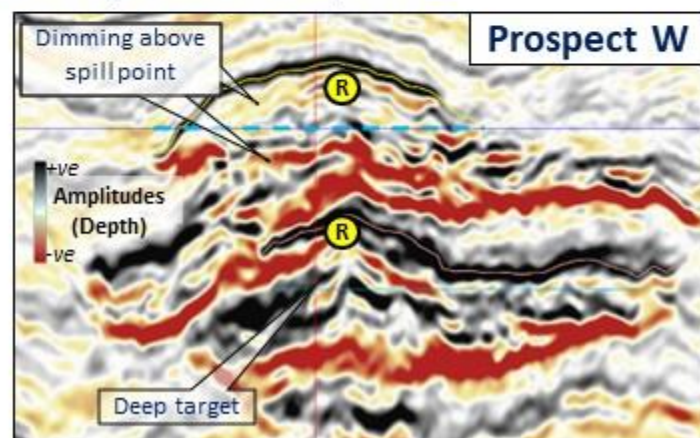 Dimming above
spill point
Prospect W
R
+ve
Amplitudes
(Depth)
-ve
R
Deep target